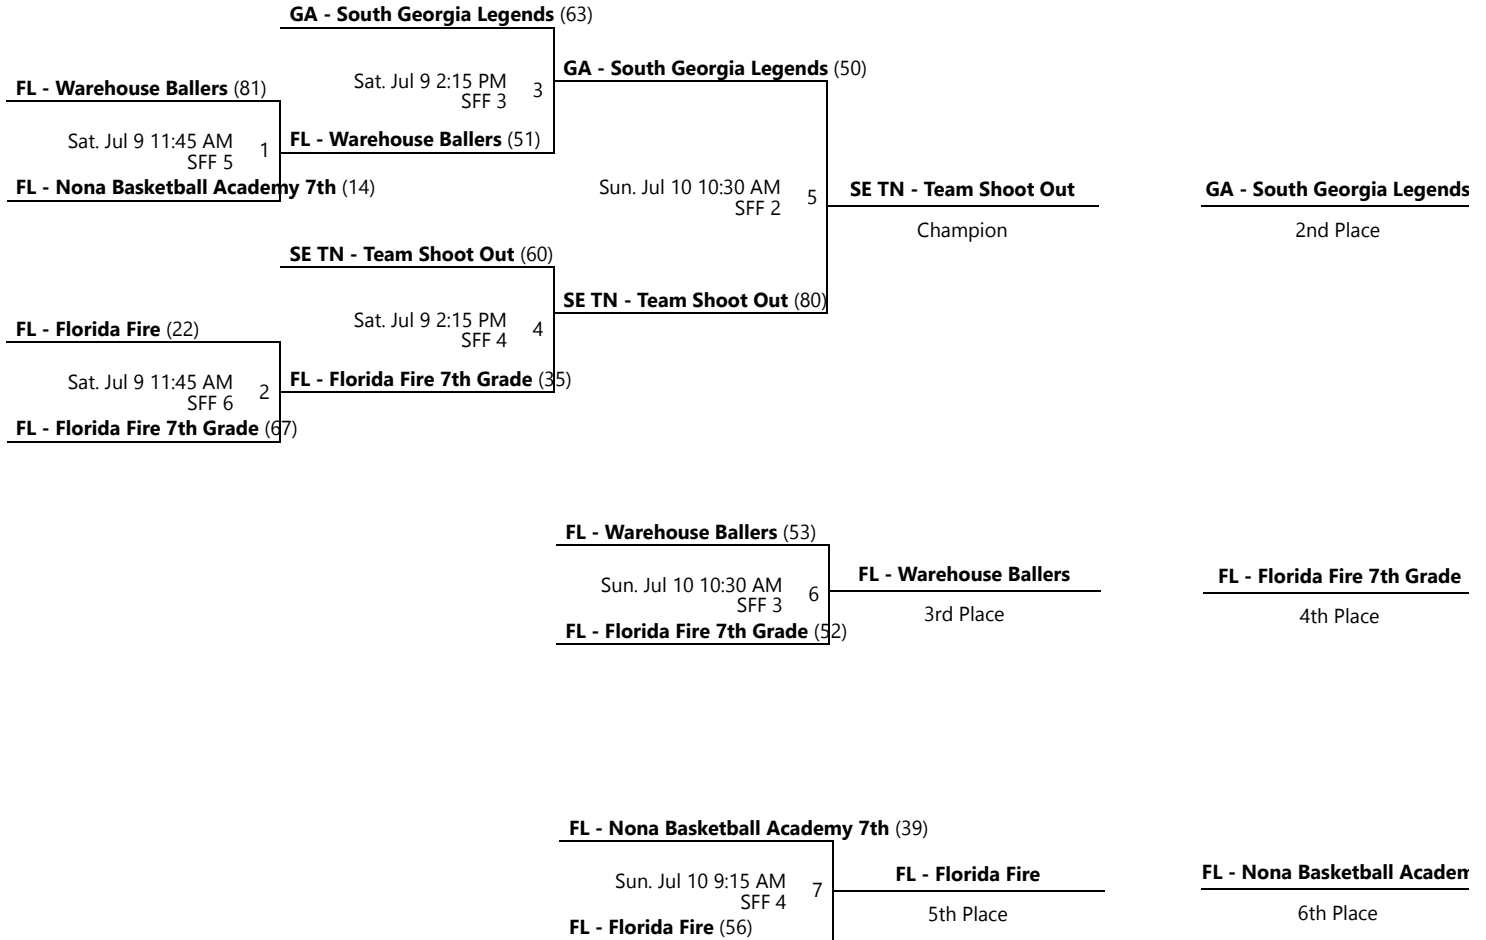 GA - South Georgia Legends (63)
GA - South Georgia Legends (50)
Sat. Jul 9 2:15 PM
SFF 3
3
FL - Warehouse Ballers (81)
FL - Warehouse Ballers (51)
Sat. Jul 9 11:45 AM
SFF 5
1
FL - Nona Basketball Academy 7th (14)
Sun. Jul 10 10:30 AM
SFF 2
5
SE TN - Team Shoot Out
Champion
GA - South Georgia Legends
2nd Place
SE TN - Team Shoot Out (60)
SE TN - Team Shoot Out (80)
Sat. Jul 9 2:15 PM
SFF 4
4
FL - Florida Fire (22)
FL - Florida Fire 7th Grade (35)
Sat. Jul 9 11:45 AM
SFF 6
2
FL - Florida Fire 7th Grade (67)
FL - Warehouse Ballers (53)
Sun. Jul 10 10:30 AM
SFF 3
6
FL - Florida Fire 7th Grade (52)
FL - Warehouse Ballers
3rd Place
FL - Florida Fire 7th Grade
4th Place
FL - Nona Basketball Academy 7th (39)
Sun. Jul 10 9:15 AM
SFF 4
7
FL - Florida Fire (56)
FL - Florida Fire
5th Place
FL - Nona Basketball Academ
6th Place